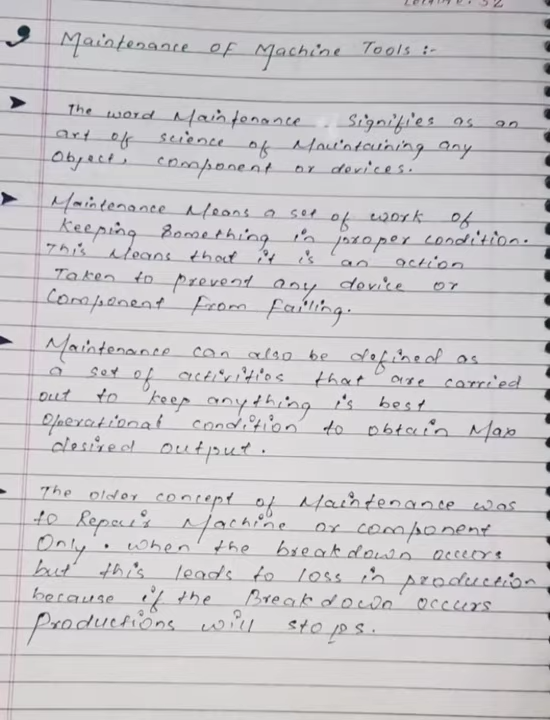 Lecture. 32
Maintenance of Machine Tools :-
The word Maintenance Signifies as an
art of science of Maintaining any
Object, component or devices.
Maintenance Means a set of work of
Keeping Something in proper condition.
This Means that it is an action
Taken to prevent any device or
Component From Failing.
Maintenance can also be defined as
a set of activities that are carried
out to keep anything is best
Operational condition to obtain Max
desired output.
The older concept of Maintenance was
to Repair Machine or component
Only. when the breakdown occurs
but this leads to loss in production
because if the Breakdown occurs
Productions will stops.